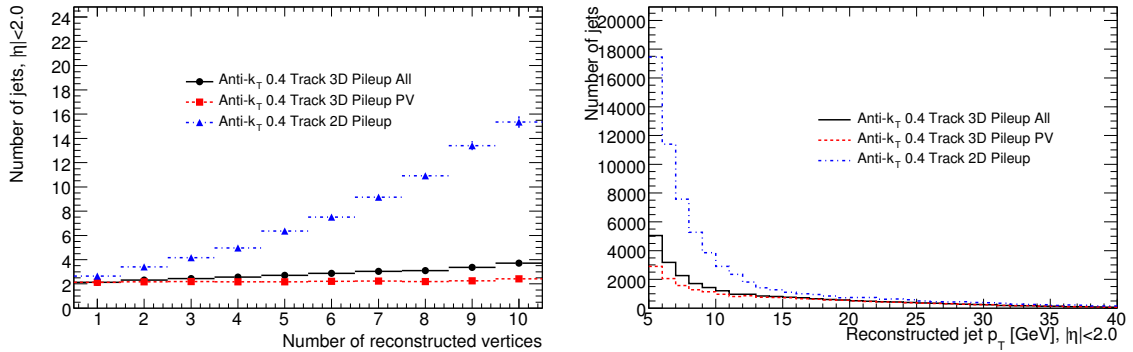 Number of jets, |η|<2.0
24
22
20
18
16
14
12
10
8
6
4
2
0
Anti-k_T 0.4 Track 3D Pileup All
Anti-k_T 0.4 Track 3D Pileup PV
Anti-k_T 0.4 Track 2D Pileup
1 2 3 4 5 6 7 8 9 10
Number of reconstructed vertices
Number of jets
20000
18000
16000
14000
12000
10000
8000
6000
4000
2000
0
Anti-k_T 0.4 Track 3D Pileup All
Anti-k_T 0.4 Track 3D Pileup PV
Anti-k_T 0.4 Track 2D Pileup
5 10 15 20 25 30 35 40
Reconstructed jet p_T [GeV], |η|<2.0